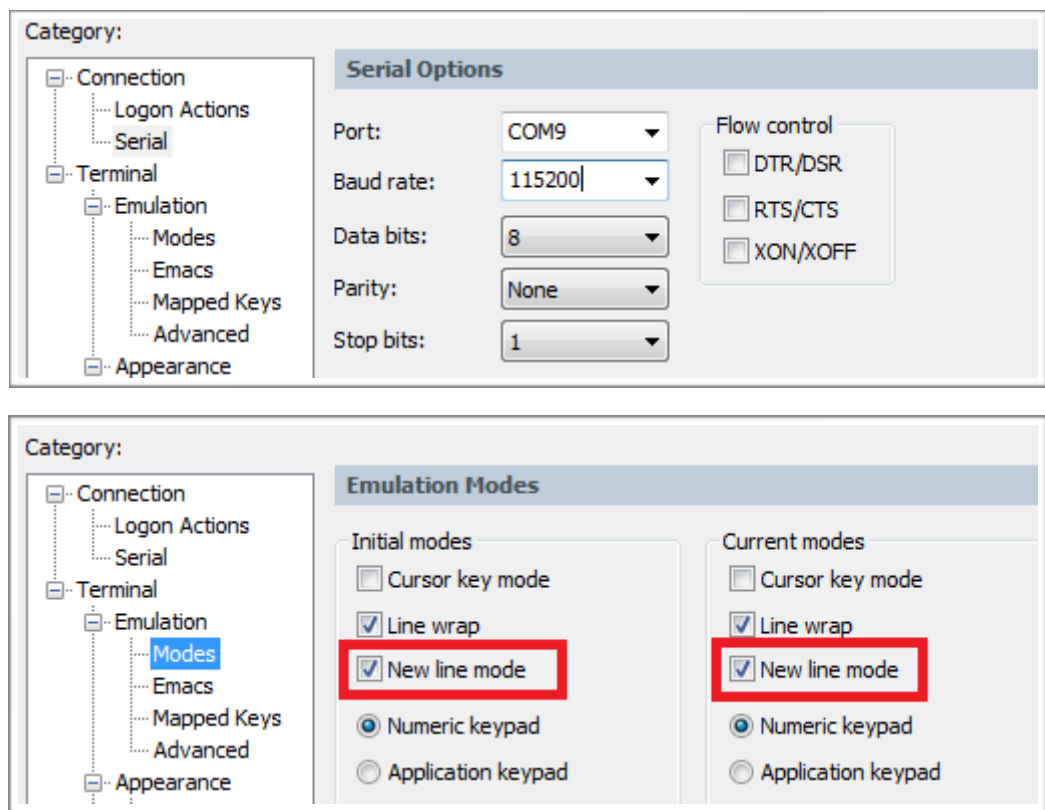 Category:
Connection
Logon Actions
Serial
Terminal
Emulation
Modes
Emacs
Mapped Keys
Advanced
Appearance
Serial Options
Port: COM9
Baud rate: 115200
Data bits: 8
Parity: None
Stop bits: 1
Flow control
DTR/DSR
RTS/CTS
XON/XOFF
Category:
Connection
Logon Actions
Serial
Terminal
Emulation
Modes
Emacs
Mapped Keys
Advanced
Appearance
Emulation Modes
Initial modes
Cursor key mode
Line wrap
New line mode
Numeric keypad
Application keypad
Current modes
Cursor key mode
Line wrap
New line mode
Numeric keypad
Application keypad